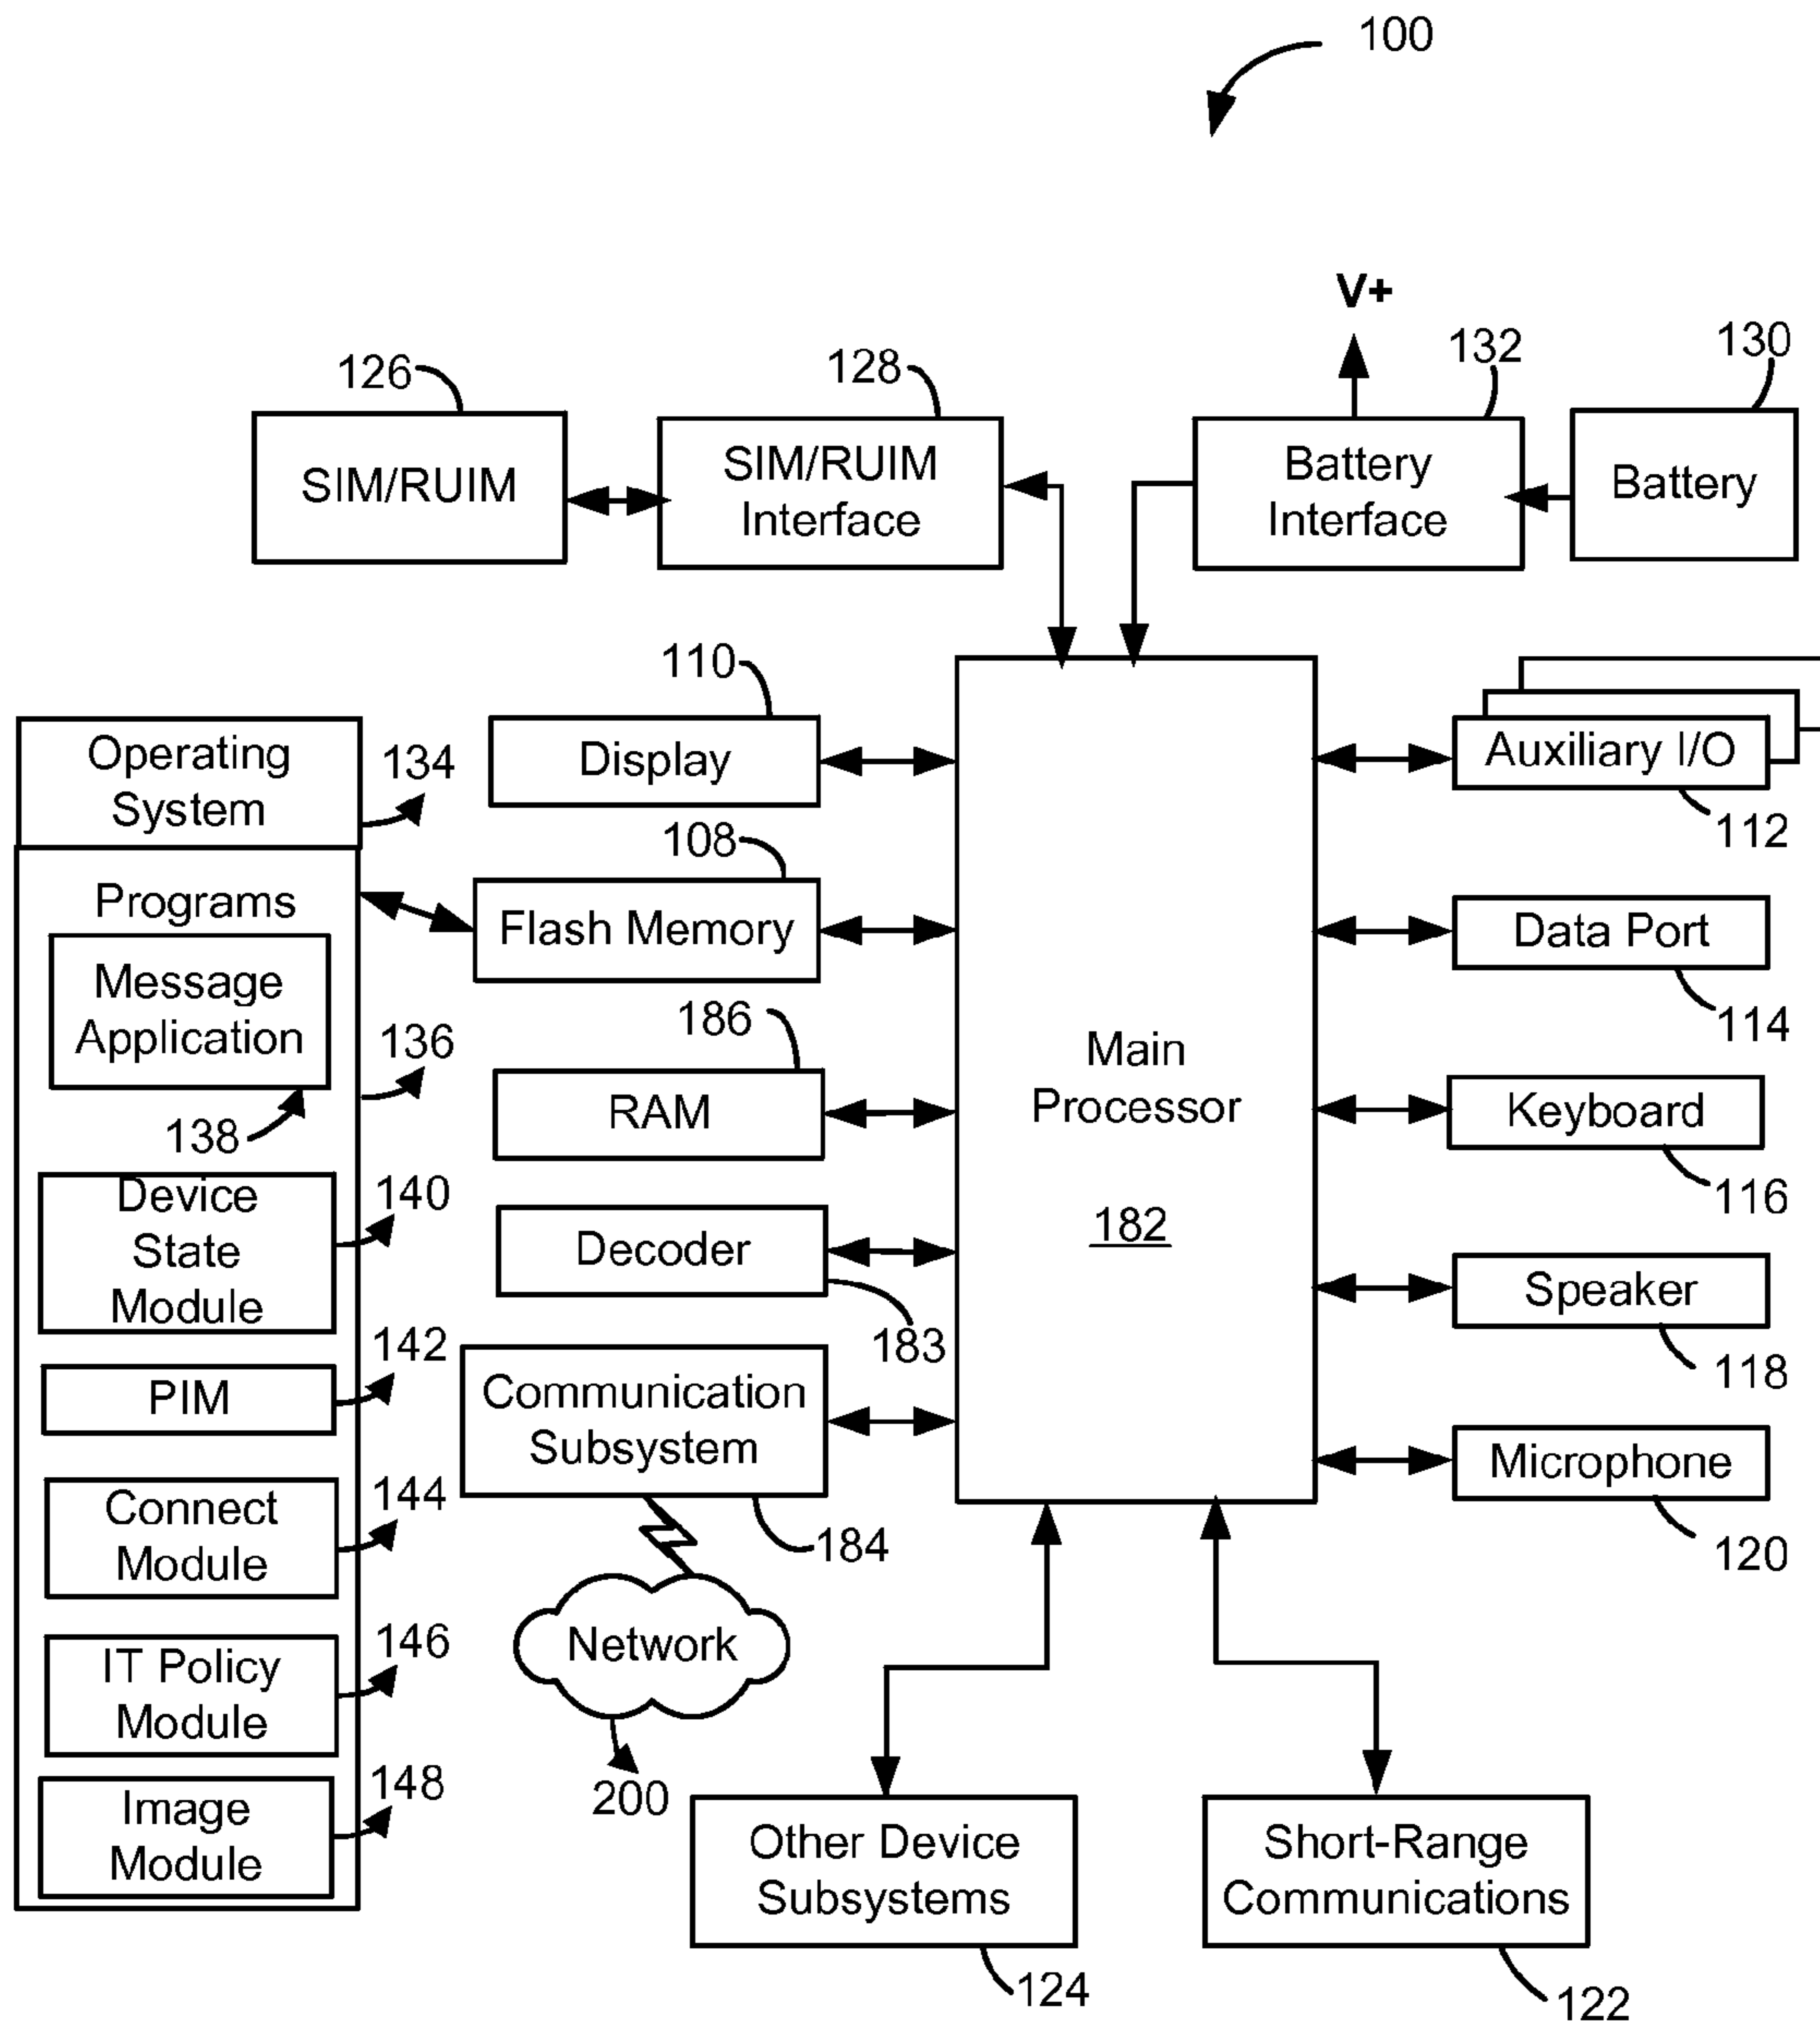 100
V+
126
128
132
130
SIM/RUIM
SIM/RUIM
Interface
Battery
Interface
Battery
110
Operating
System
134
Display
Auxiliary I/O
112
108
Programs
Flash Memory
Data Port
114
Message
Application
138
136
186
RAM
Main
Processor
182
Keyboard
116
Device
State
Module
140
Decoder
183
Speaker
118
PIM
142
Communication
Subsystem
184
Microphone
120
Connect
Module
144
Network
200
IT Policy
Module
146
Image
Module
148
Other Device
Subsystems
124
Short-Range
Communications
122